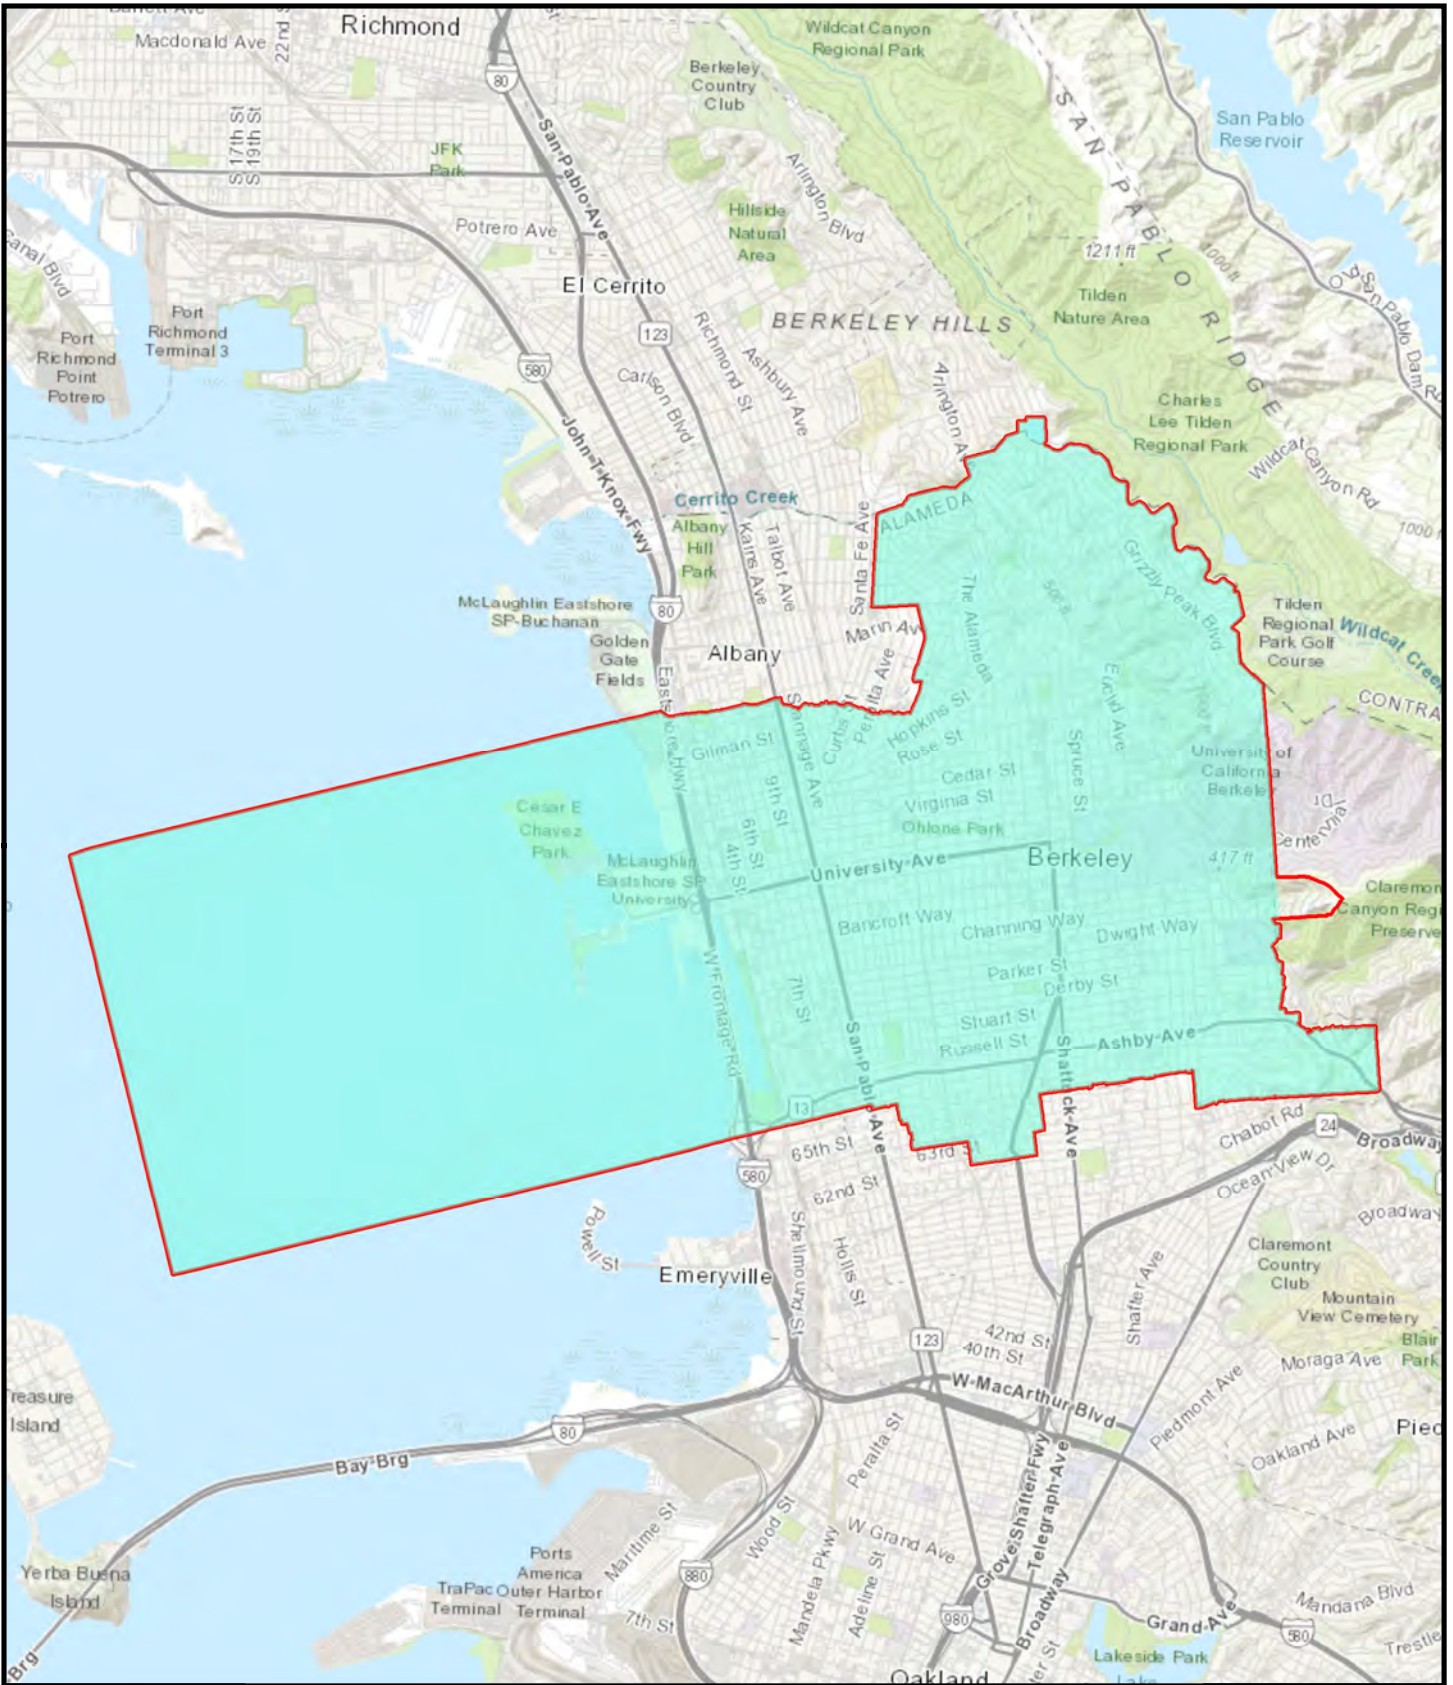 Richmond
Macdonald Ave
22nd S
Wildcat Canyon
Regional Park
Berkeley
Country
Club
80
San Pablo
Reservoir
SAN PABLO RIDGE
S 17th St
S 19th St
JFK
Park
San-Pablo-Ave
Arlington Blvd
Potrero Ave
Hillside
Natural
Area
1211 ft
1000 ft
Old San Pablo Dam Rd
Canal Blvd
El Cerrito
Tilden
Nature Area
Port
Richmond
Terminal 3
Port
Richmond
Point
Potrero
123
BERKELEY HILLS
580
Richmond St
Ashbury Ave
Carlson Blvd
Arlington Av
Charles
Lee Tilden
Regional Park
Wildcat Canyon Rd
John-T-Knox-Fwy
Cerrito Creek
ALAMEDA
1000 f
Albany
Hill
Park
Kains Ave
Talbot Ave
Santa Fe Ave
Grizzly Peak Blvd
500 ft
The Alameda
McLaughlin Eastshore
SP-Buchanan
80
Marin Av
Tilden
Regional
Park Golf
Course
Wildcat Creek
Golden
Gate
Fields
Albany
Peralta Ave
Curtis St
Euclid Ave
CONTRA
Eastshore Hwy
Gilman St
Hopkins St
Rose St
Spruce St
University of
California
Berkeley
Cedar St
Virginia St
Ohlone Park
9th St
6th St
4th St
Cesar E
Chavez
Park
McLaughlin
Eastshore SP
University
University-Ave
Berkeley
417 ft
Centennial Dr
Claremon
Canyon Regi
Preserve
Bancroft Way
Channing Way
Dwight Way
Parker St
Derby St
W-Frontage-Rd
7th St
Stuart St
Russell St
Ashby-Ave
San-Pablo-Ave
Shattuck-Ave
13
65th St
63rd
Chabot Rd
24
Broadway
580
62nd St
Ocean View Dr
Broadway
Powell St
Emeryville
Shellmound St
Hollis St
Shafter Ave
Claremont
Country
Club
Mountain
View Cemetery
123
42nd St
40th St
Blair
Park
Moraga Ave
Treasure
Island
W-MacArthur-Blvd
Piedmont Ave
Pied
80
Bay-Brg
Oakland Ave
Peralta St
Maritime St
Wood St
W Grand Ave
Grove-Shafter-Fwy
Telegraph-Ave
Ports
America
Outer Harbor
Terminal
TraPac
Terminal
Yerba Buena
Island
880
Mandela Pkwy
Adeline St
7th St
980
Broadway
Grand-Ave
Mandana Blvd
580
Trestle
Lakeside Park
Lake
Oakland
-Brg